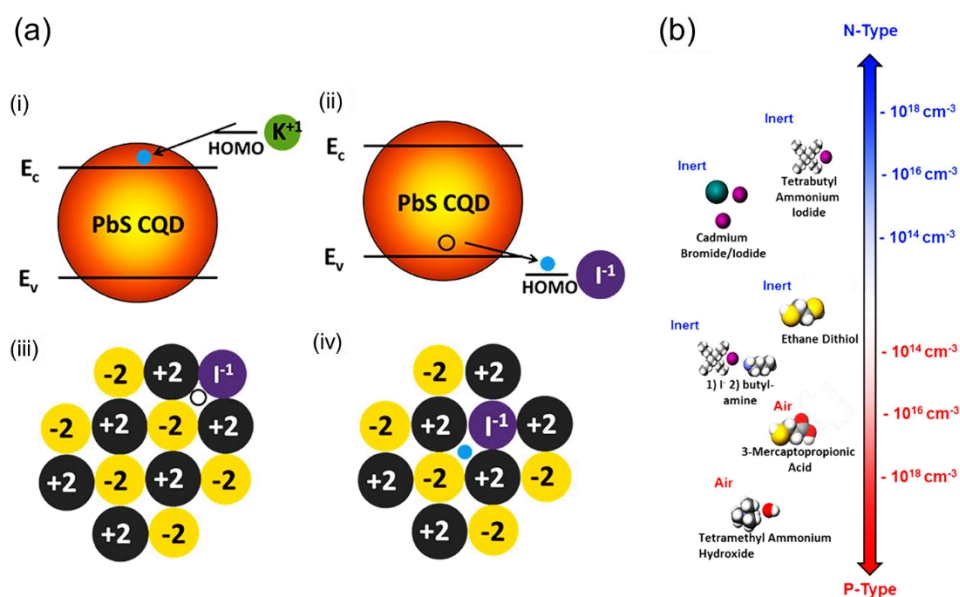 (a)
(i)
K+1
HOMO
Ec
PbS CQD
Ev
(ii)
Ec
PbS CQD
Ev
HOMO
I-1
(iii)
-2 +2 I-1
-2 +2 -2 +2
+2 -2 +2 -2
+2 -2
(iv)
-2 +2
-2 +2 I-1 +2
+2 -2 +2 -2
+2 -2
(b)
N-Type
- 10^18 cm^-3
- 10^16 cm^-3
- 10^14 cm^-3
- 10^14 cm^-3
- 10^16 cm^-3
- 10^18 cm^-3
P-Type
Inert
Tetrabutyl
Ammonium
Iodide
Inert
Cadmium
Bromide/Iodide
Inert
Ethane Dithiol
Inert
1) I- 2) butyl-
amine
Air
3-Mercaptopropionic
Acid
Air
Tetramethyl Ammonium
Hydroxide